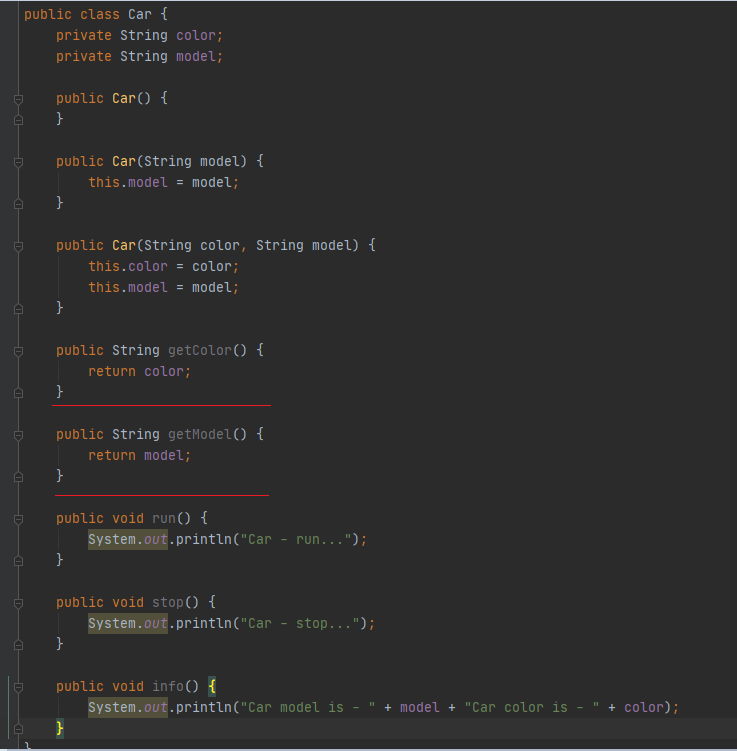 public class Car {
    private String color;
    private String model;

    public Car() {
    }

    public Car(String model) {
        this.model = model;
    }

    public Car(String color, String model) {
        this.color = color;
        this.model = model;
    }

    public String getColor() {
        return color;
    }

    public String getModel() {
        return model;
    }

    public void run() {
        System.out.println("Car - run...");
    }

    public void stop() {
        System.out.println("Car - stop...");
    }

    public void info() {
        System.out.println("Car model is - " + model + "Car color is - " + color);
    }
}